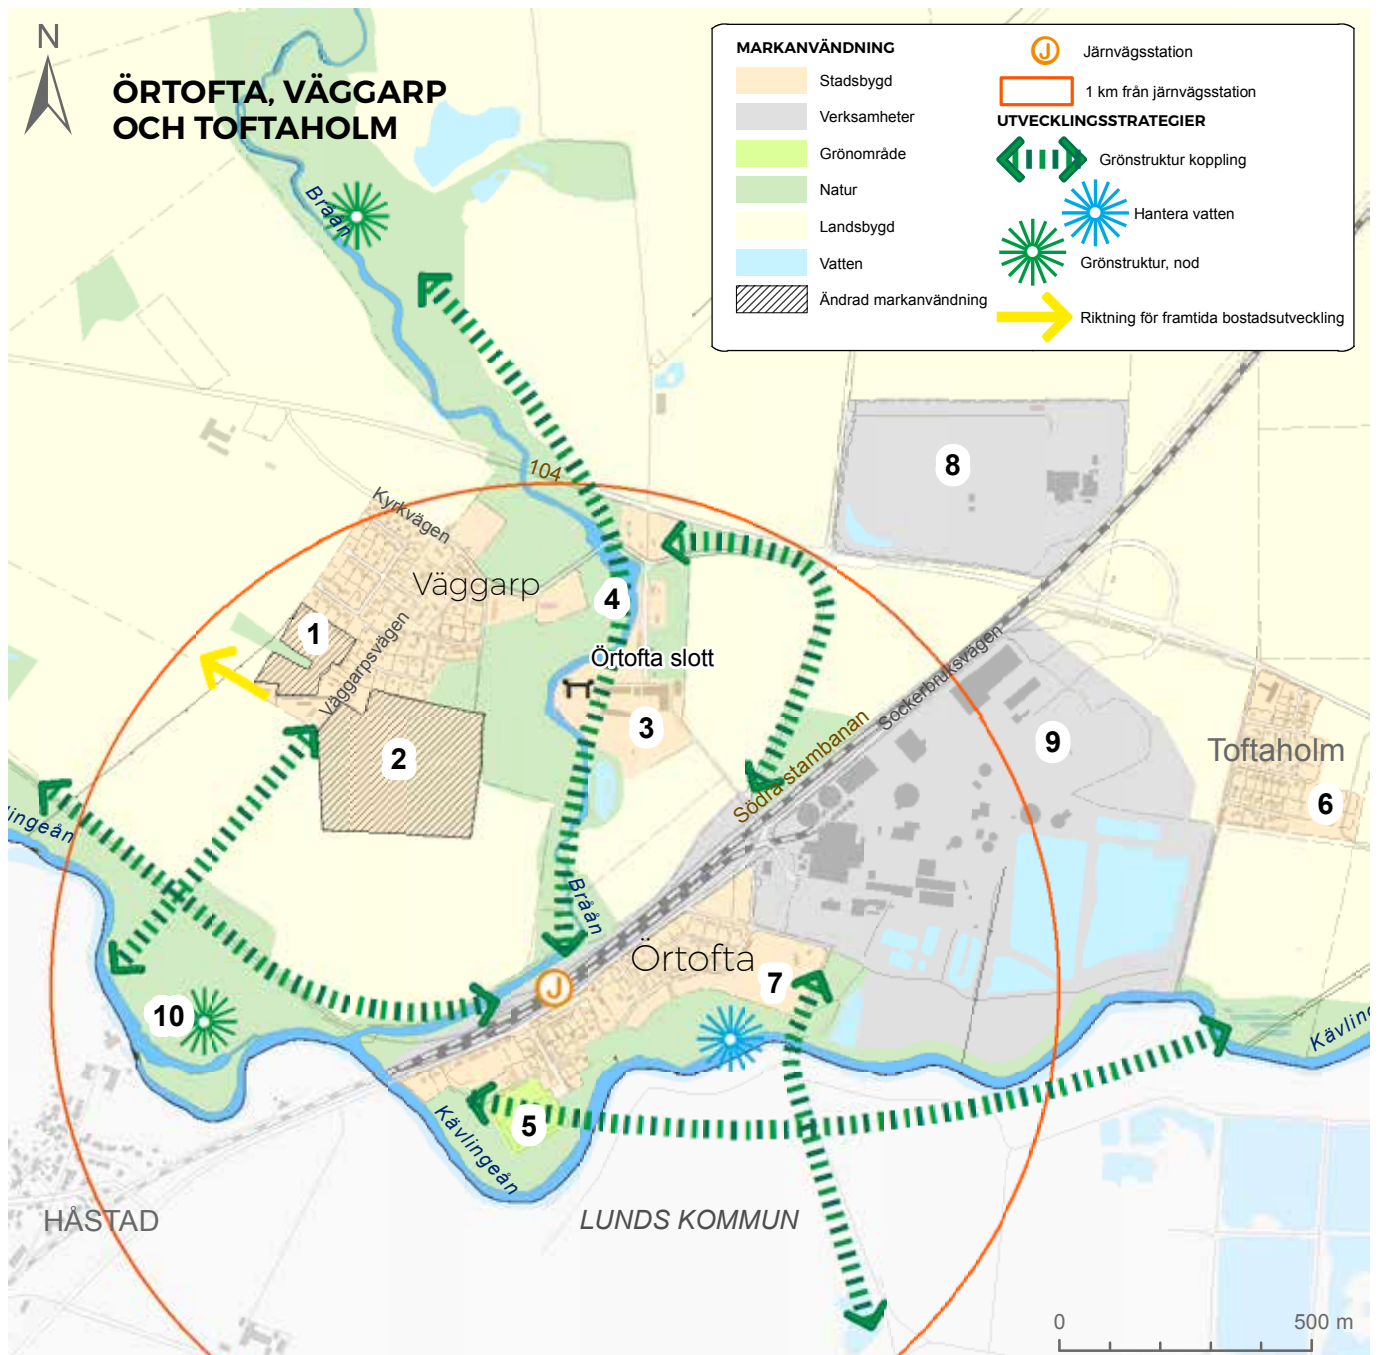 N
ÖRTOFTA, VÄGGARP
OCH TOFTAHOLM
MARKANVÄNDNING
Stadsbygd
Verksamheter
Grönområde
Natur
Landsbygd
Vatten
Ändrad markanvändning
Järnvägsstation
1 km från järnvägsstation
UTVECKLINGSSTRATEGIER
Grönstruktur koppling
Hantera vatten
Grönstruktur, nod
Riktning för framtida bostadsutveckling
Bråån
104
8
Kyrkvägen
Väggarp
4
1
Väggarpsvägen
Örtofta slott
Sockerbruksvägen
3
2
9
Toftaholm
Södra stambanan
6
lingeån
Bråån
Örtofta
7
J
10
Kävling
5
Kävlingeån
HÅSTAD
LUNDS KOMMUN
0
500 m
J